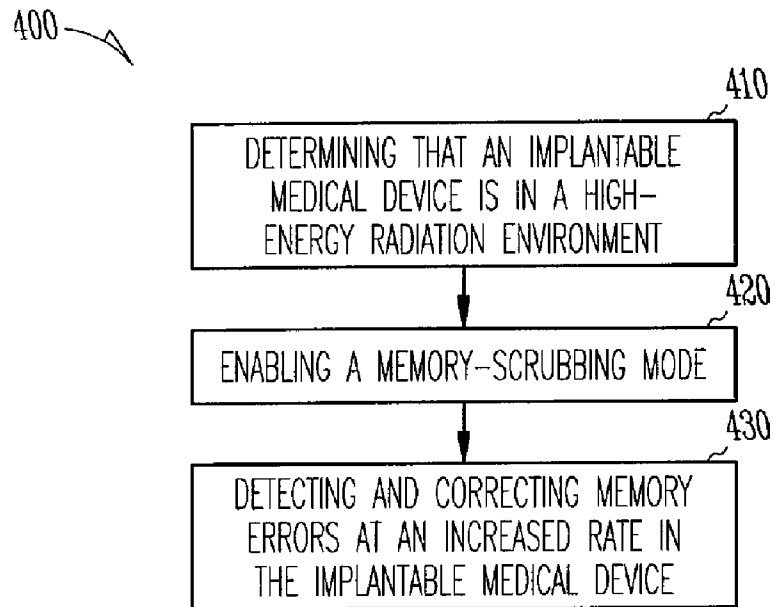 400
410
DETERMINING THAT AN IMPLANTABLE
MEDICAL DEVICE IS IN A HIGH-
ENERGY RADIATION ENVIRONMENT
420
ENABLING A MEMORY-SCRUBBING MODE
430
DETECTING AND CORRECTING MEMORY
ERRORS AT AN INCREASED RATE IN
THE IMPLANTABLE MEDICAL DEVICE